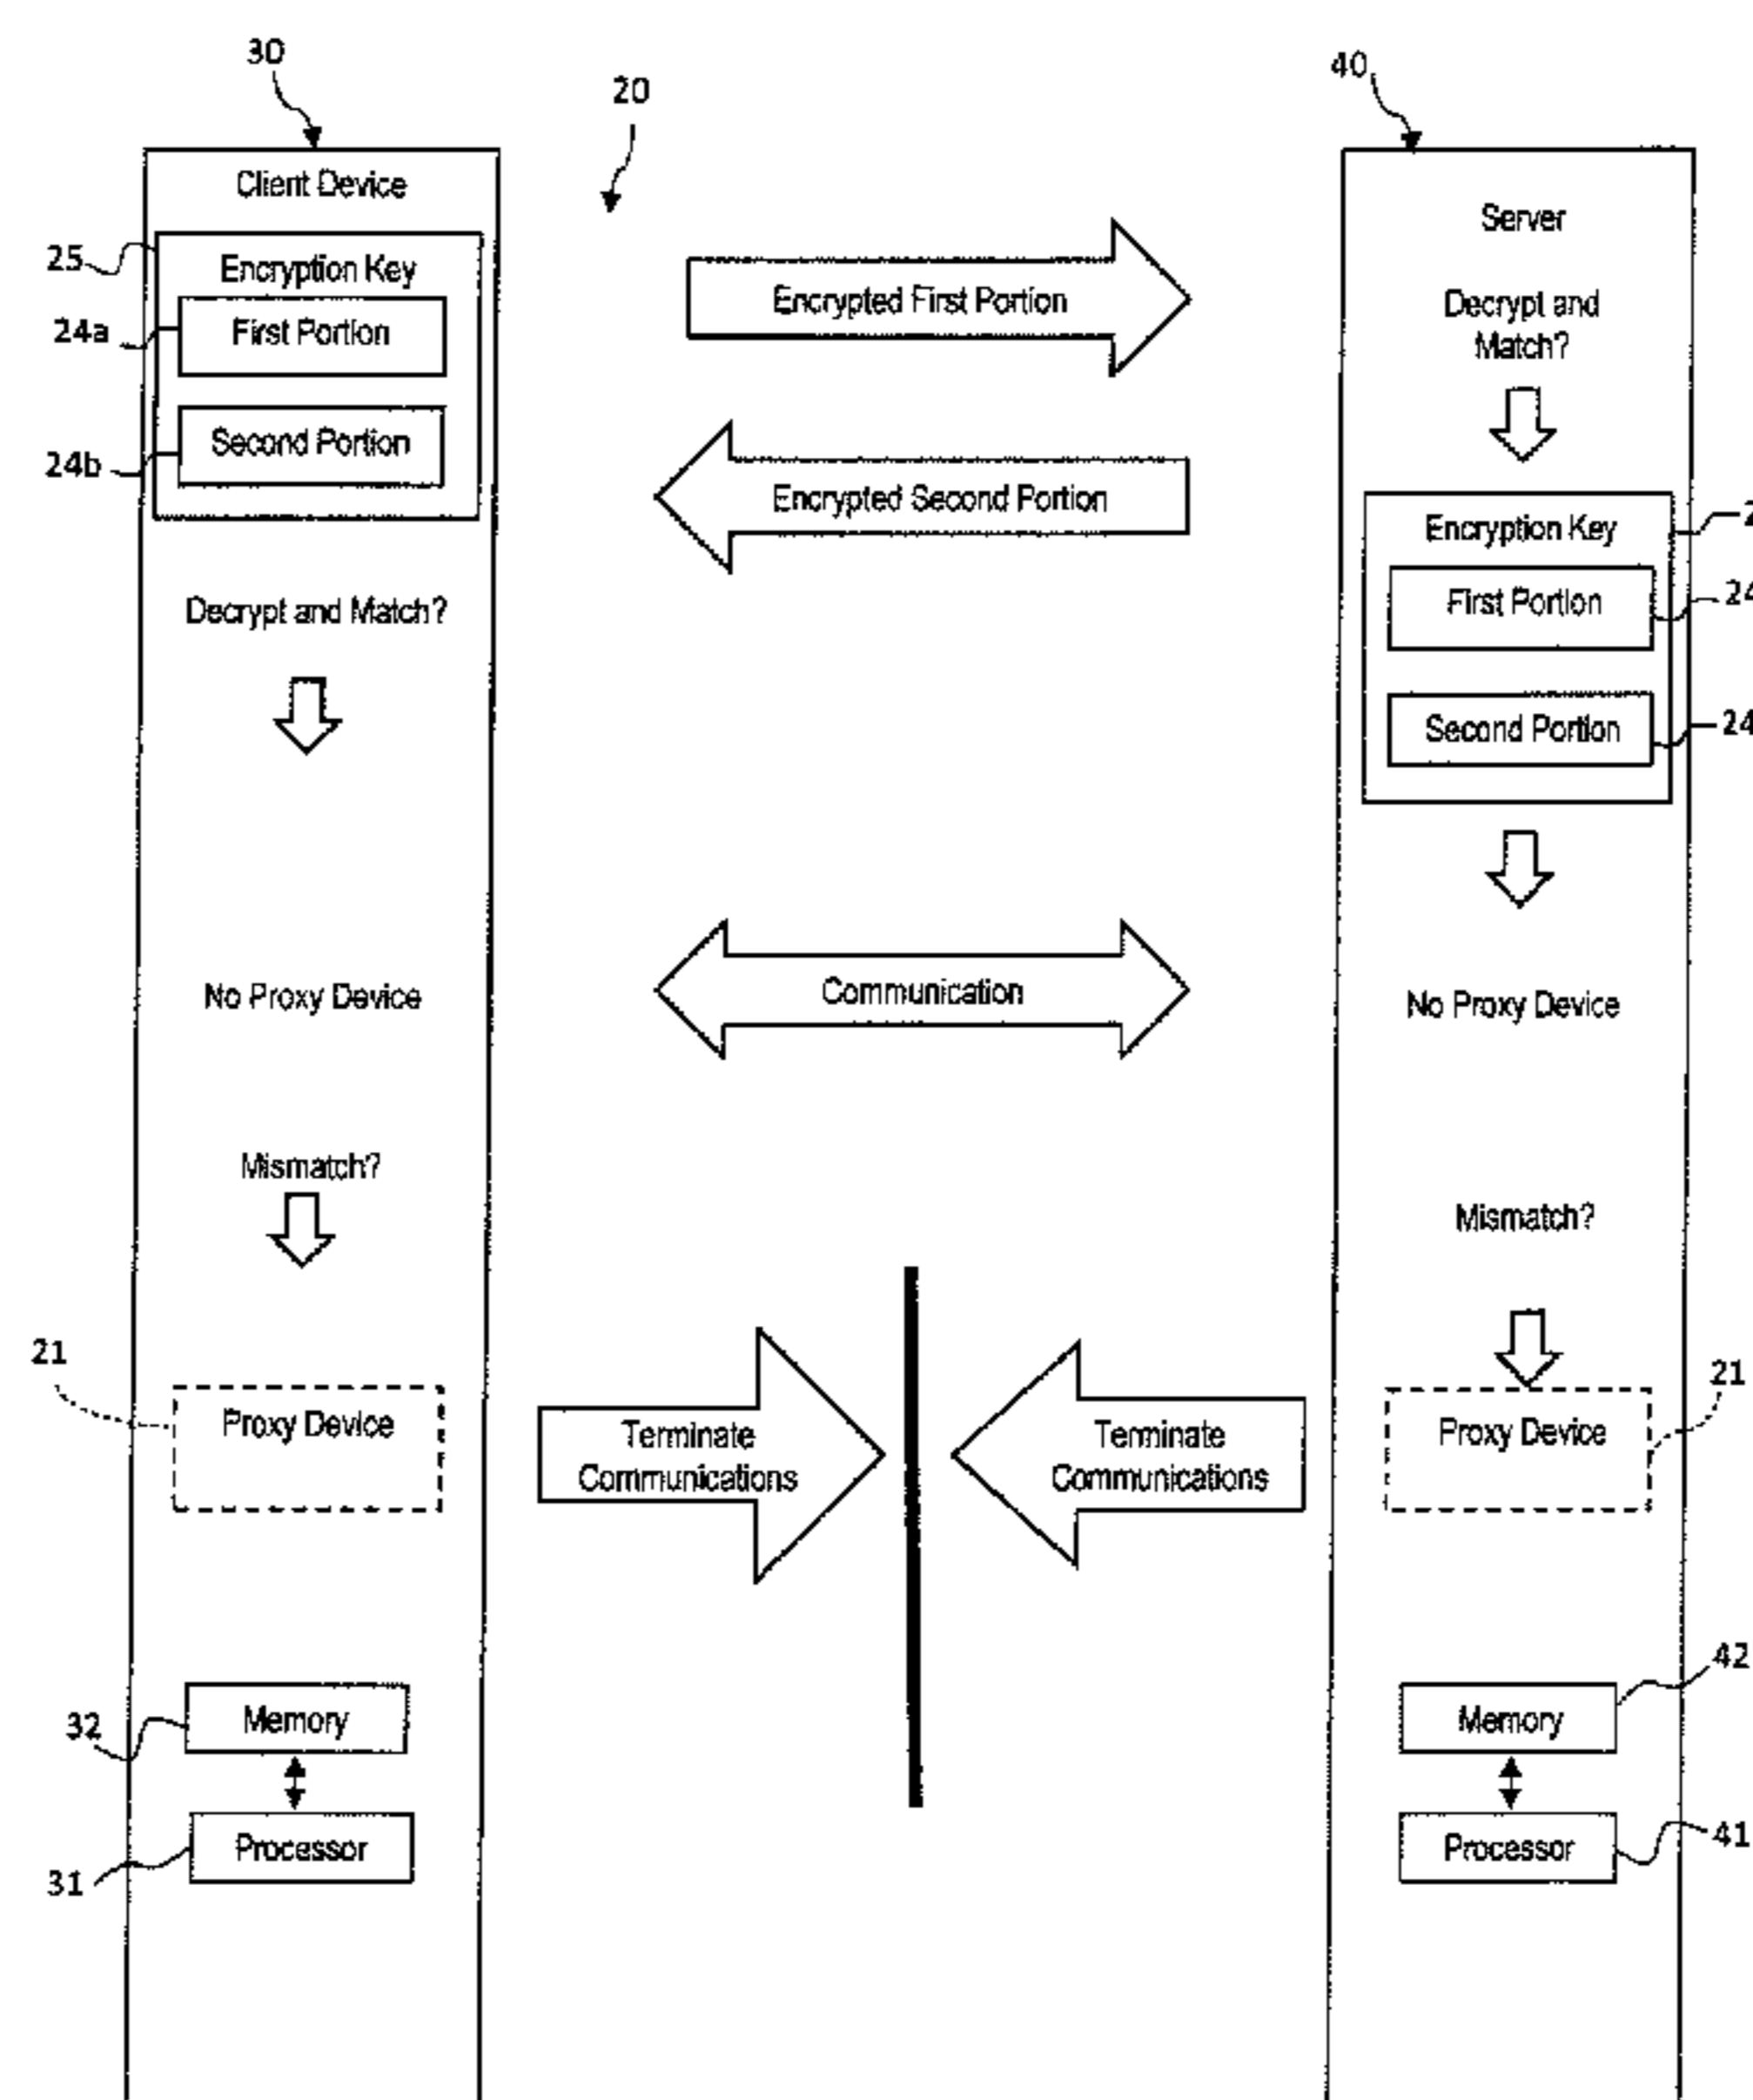 30
20
40
Client Device
Server
25
Encryption Key
24a
First Portion
24b
Second Portion
Encrypted First Portion
Decrypt and
Match?
Encrypted Second Portion
Encryption Key
2
First Portion
24
Second Portion
24
Decrypt and Match?
No Proxy Device
Communication
No Proxy Device
Mismatch?
Mismatch?
21
Proxy Device
Terminate
Communications
Terminate
Communications
Proxy Device
21
32
Memory
31
Processor
Memory
42
Processor
41